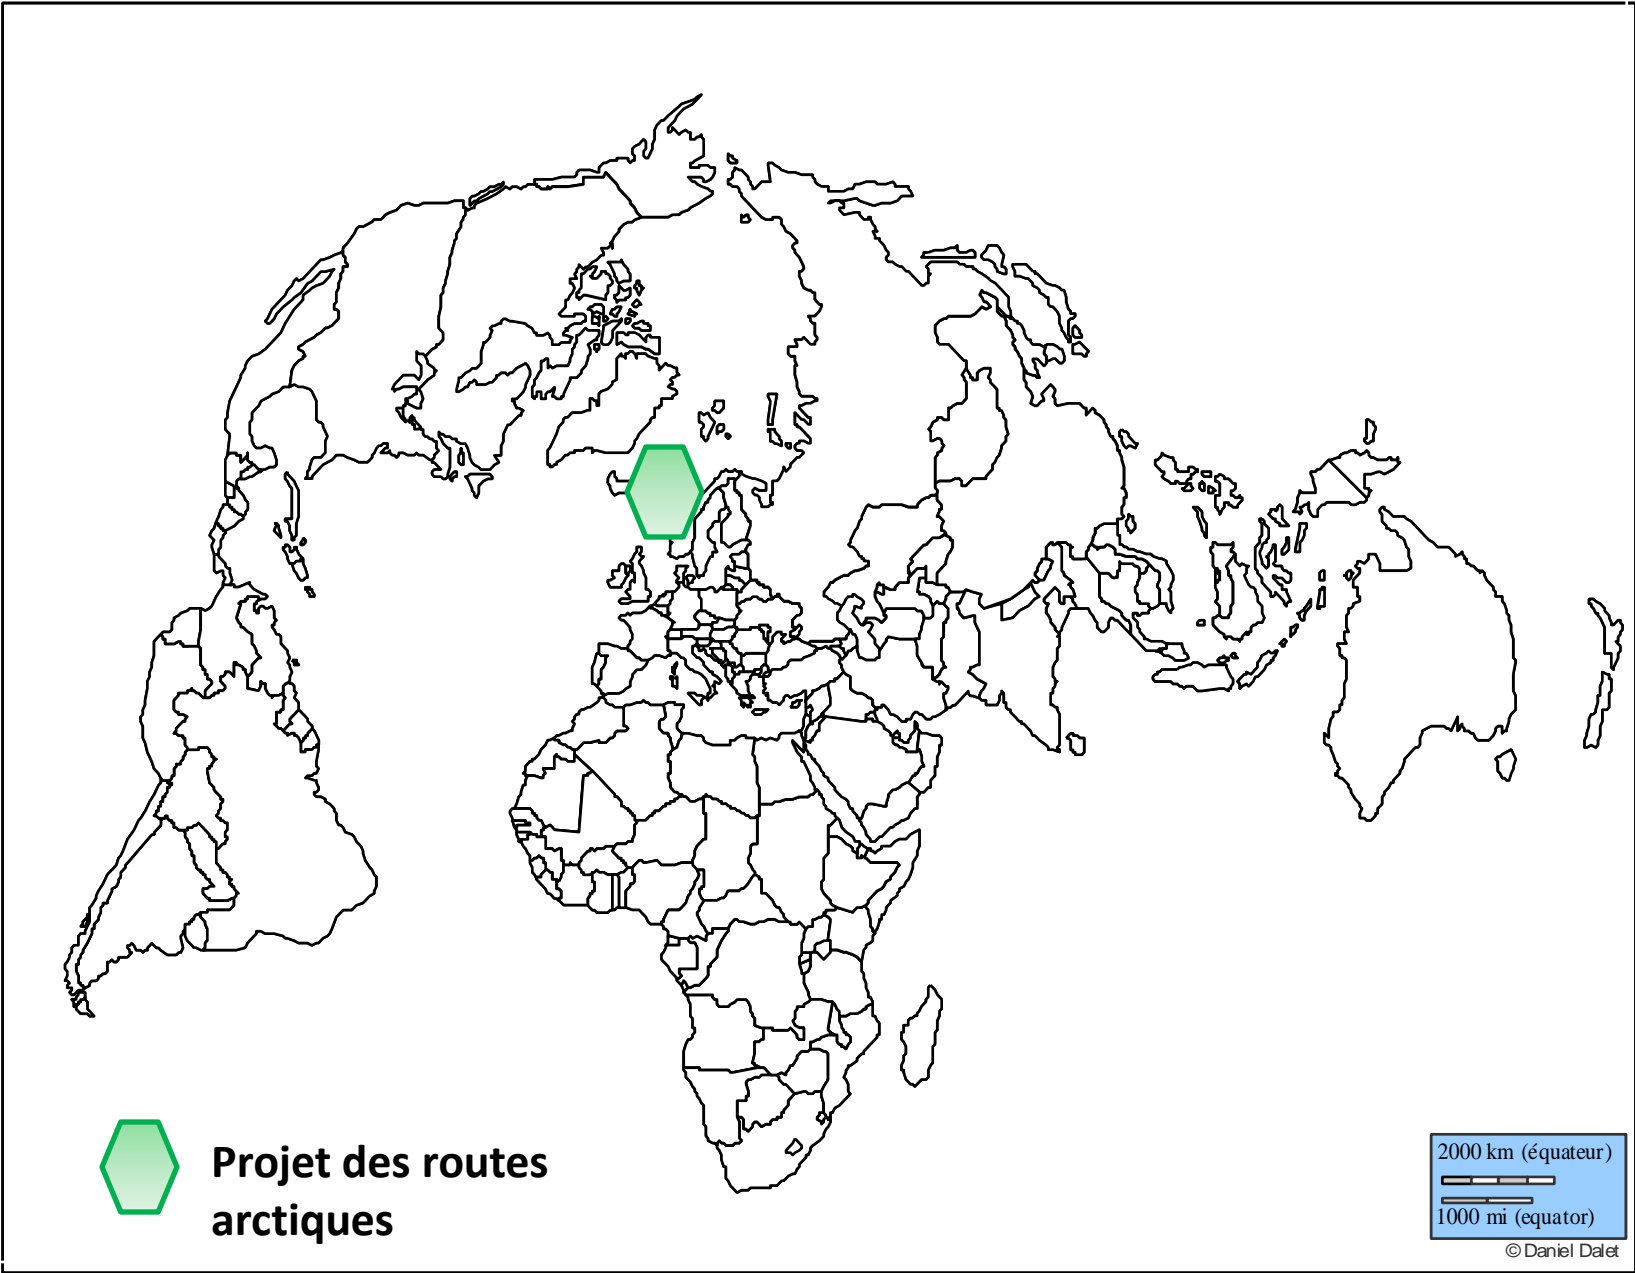 Projet des routes
arctiques
2000 km (équateur)
1000 mi (equator)
© Daniel Dalet